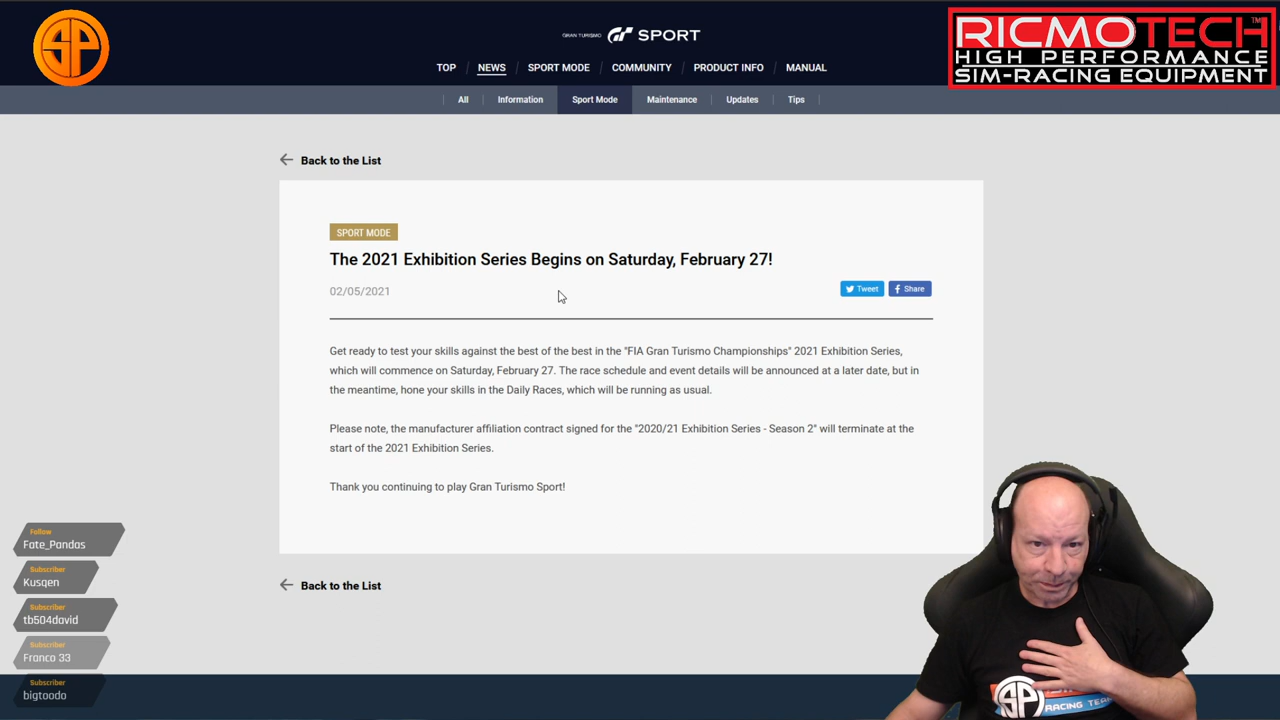 SP
GRAN TURISMO GT SPORT
RICMOTECH™
HIGH PERFORMANCE
SIM-RACING EQUIPMENT
TOP NEWS SPORT MODE COMMUNITY PRODUCT INFO MANUAL
All Information Sport Mode Maintenance Updates Tips
Back to the List
SPORT MODE
The 2021 Exhibition Series Begins on Saturday, February 27!
02/05/2021
Tweet Share
Get ready to test your skills against the best of the best in the "FIA Gran Turismo Championships" 2021 Exhibition Series,
which will commence on Saturday, February 27. The race schedule and event details will be announced at a later date, but in
the meantime, hone your skills in the Daily Races, which will be running as usual.
Please note, the manufacturer affiliation contract signed for the "2020/21 Exhibition Series - Season 2" will terminate at the
start of the 2021 Exhibition Series.
Thank you continuing to play Gran Turismo Sport!
Back to the List
Follow
Fate_Pandas
Subscriber
Kusqen
Subscriber
tb504david
Subscriber
Franco 33
Subscriber
bigtoodo
SP
RACING TEAM